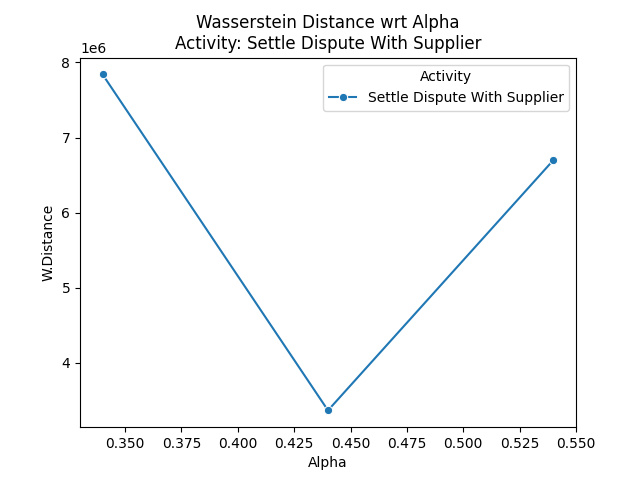 Wasserstein Distance wrt Alpha
Activity: Settle Dispute With Supplier
1e6
Activity
Settle Dispute With Supplier
8
7
6
5
4
W.Distance
0.350 0.375 0.400 0.425 0.450 0.475 0.500 0.525 0.550
Alpha